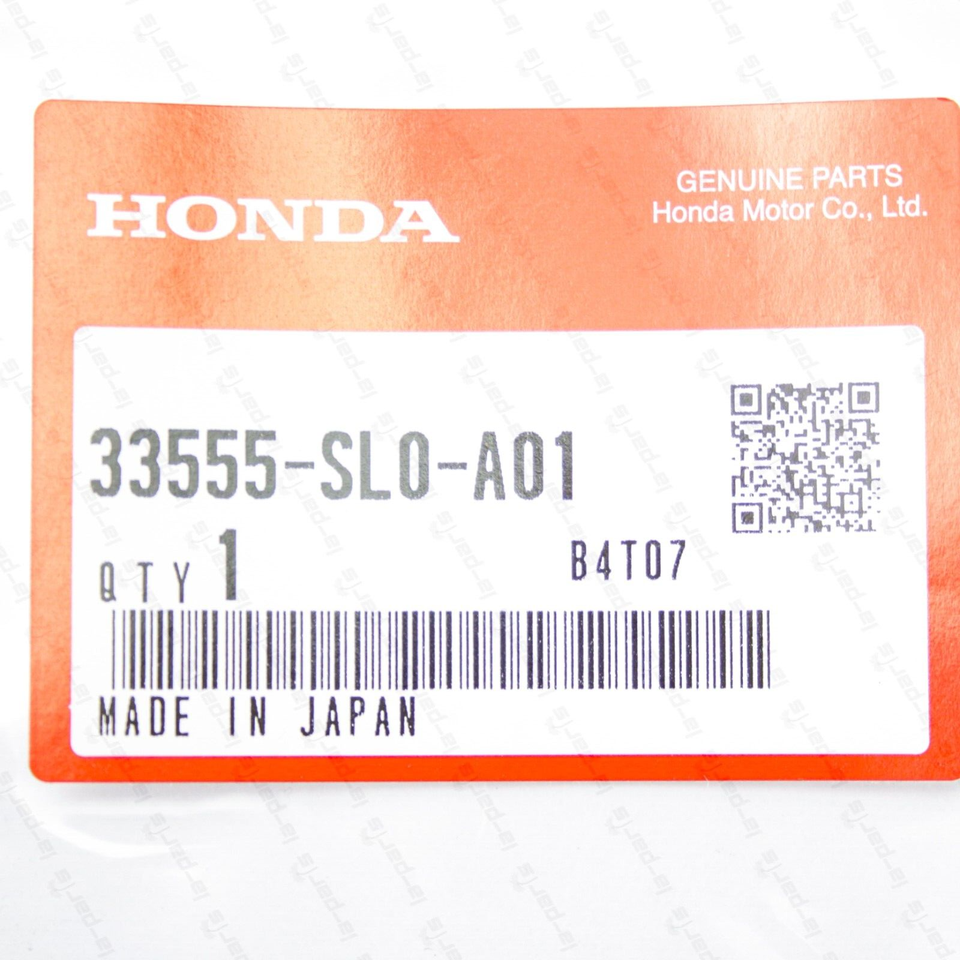 HONDA
GENUINE PARTS
Honda Motor Co., Ltd.
33555-SL0-A01
QTY 1
B4T07
MADE IN JAPAN